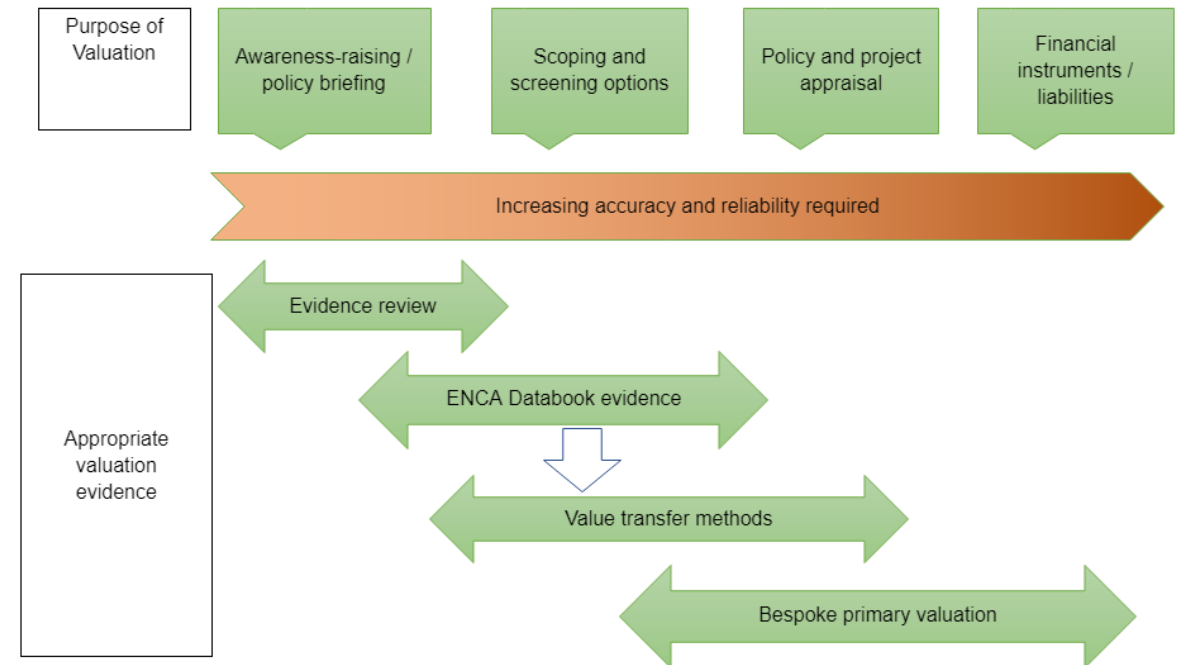 Purpose of
Valuation
Awareness-raising /
policy briefing
Scoping and
screening options
Policy and project
appraisal
Financial
instruments /
liabilities
Increasing accuracy and reliability required
Appropriate
valuation
evidence
Evidence review
ENCA Databook evidence
Value transfer methods
Bespoke primary valuation